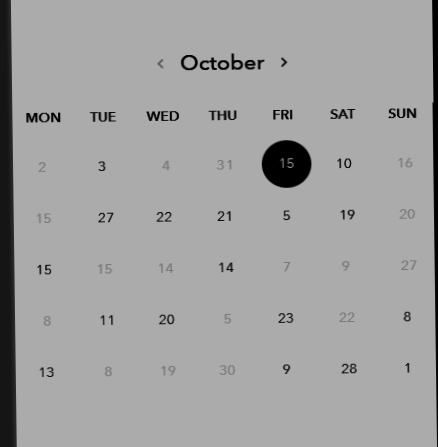 ‹ October ›
MON TUE WED THU FRI SAT SUN
2 3 4 31 15 10 16
15 27 22 21 5 19 20
15 15 14 14 7 9 27
8 11 20 5 23 22 8
13 8 19 30 9 28 1